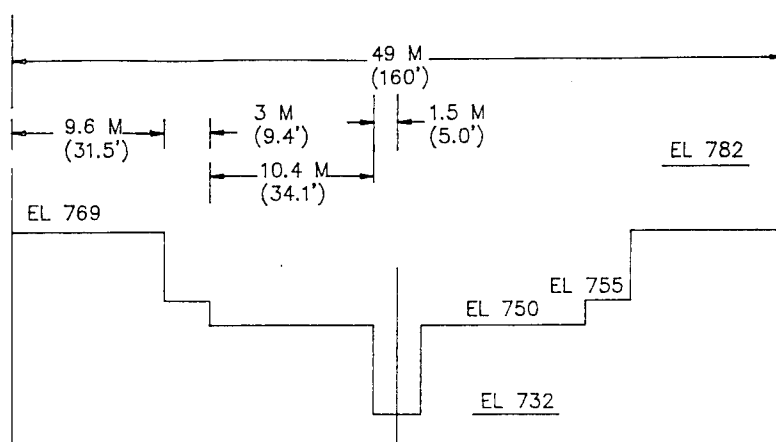 49 M
(160')
9.6 M
(31.5')
3 M
(9.4')
1.5 M
(5.0')
10.4 M
(34.1')
EL 782
EL 769
EL 755
EL 750
EL 732